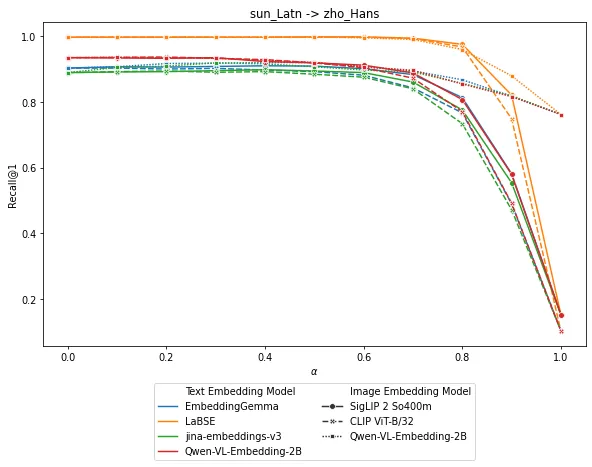 sun_Latn -> zho_Hans
Recall@1
1.0
0.8
0.6
0.4
0.2
0.0 0.2 0.4 0.6 0.8 1.0
α
Text Embedding Model
EmbeddingGemma
LaBSE
jina-embeddings-v3
Qwen-VL-Embedding-2B
Image Embedding Model
SigLIP 2 So400m
CLIP ViT-B/32
Qwen-VL-Embedding-2B